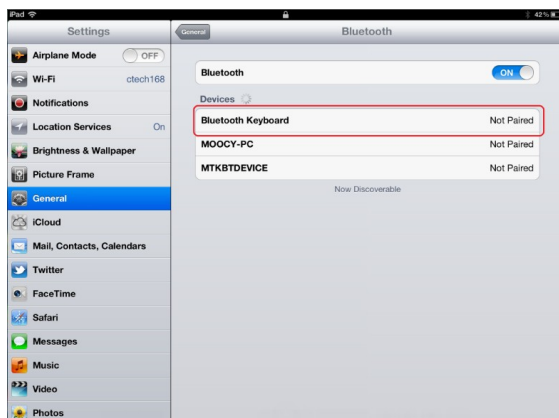 iPad
42%
Settings
General
Bluetooth
Airplane Mode OFF
Wi-Fi ctech168
Notifications
Location Services On
Brightness & Wallpaper
Picture Frame
General
iCloud
Mail, Contacts, Calendars
Twitter
FaceTime
Safari
Messages
Music
Video
Photos
Bluetooth ON
Devices
Bluetooth Keyboard Not Paired
MOOCY-PC Not Paired
MTKBTDEVICE Not Paired
Now Discoverable